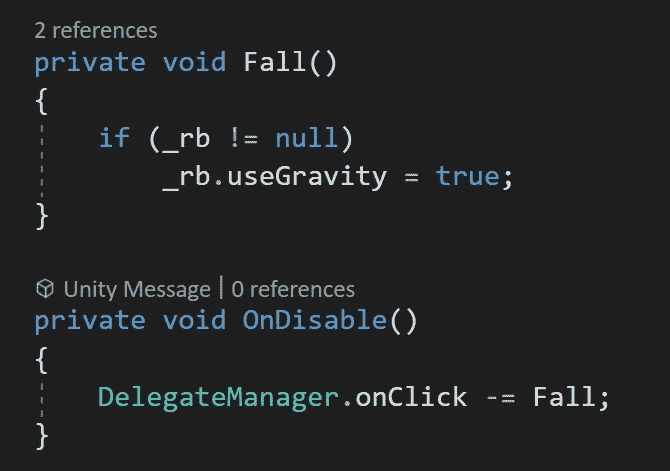 2 references
private void Fall()
{
if (_rb != null)
_rb.useGravity = true;
}
Unity Message | 0 references
private void OnDisable()
{
DelegateManager.onClick -= Fall;
}